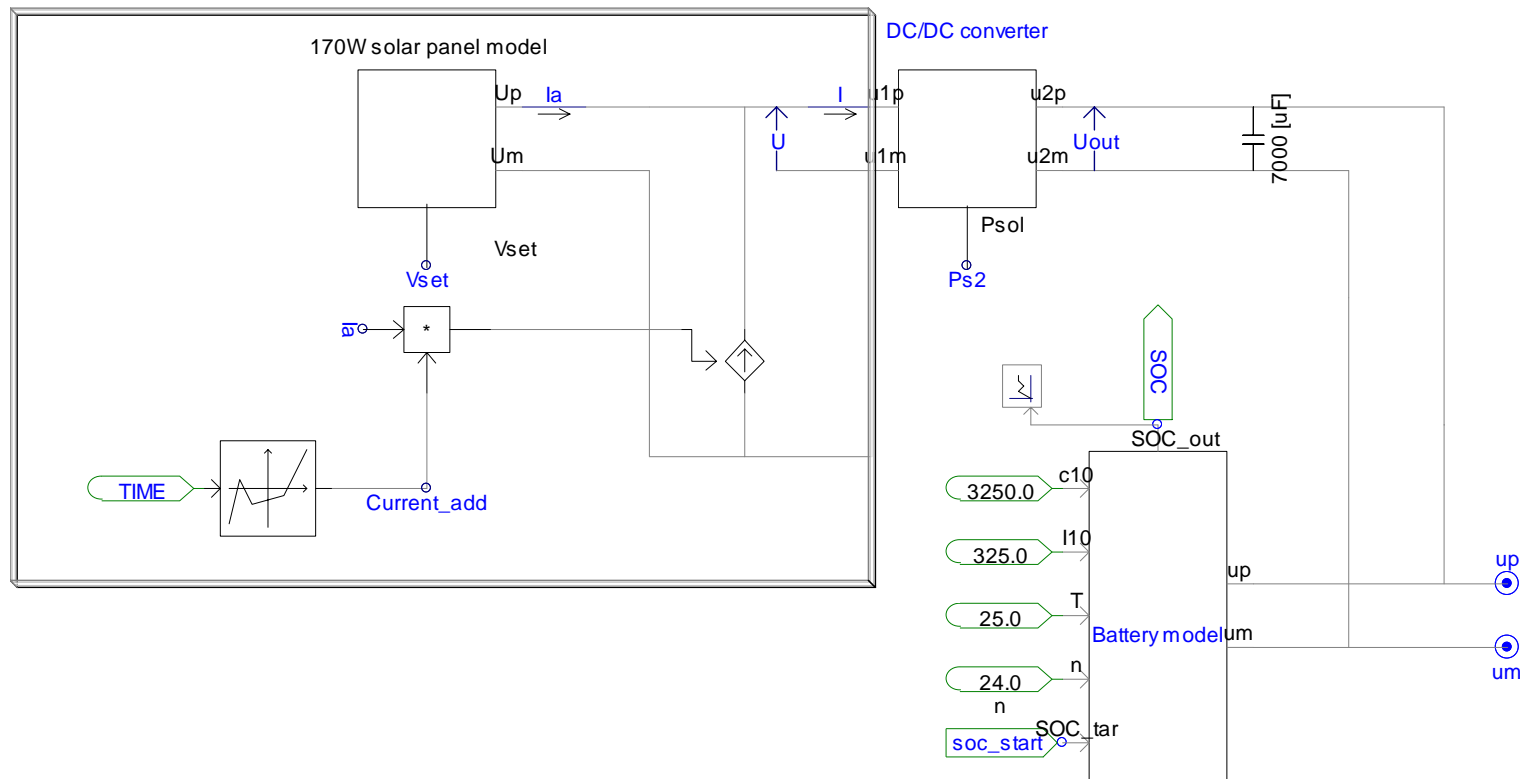 DC/DC converter
170W solar panel model
Up
Ia
I
u1p
u2p
U
Uout
7000 [uF]
Um
u1m
u2m
Psol
Vset
Vset
Ps2
Ia
*
SOC
SOC_out
TIME
Current_add
c10
3250.0
I10
325.0
up
up
T
25.0
Battery model
um
um
n
24.0
n
SOC_tar
soc_start